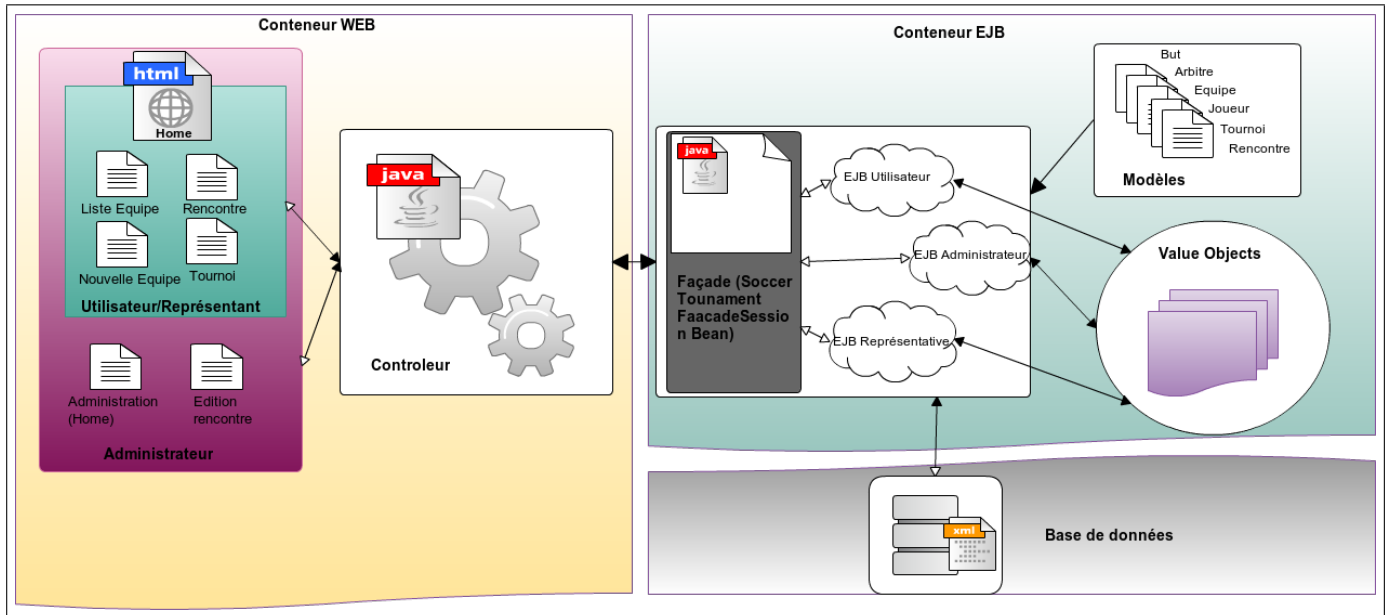 Conteneur WEB
html
Home
Liste Equipe
Rencontre
Nouvelle Equipe
Tournoi
Utilisateur/Représentant
Administration
(Home)
Edition
rencontre
Administrateur
java
Controleur
Conteneur EJB
java
Façade (Soccer
Tounament
FaacadeSessio
n Bean)
EJB Utilisateur
EJB Administrateur
EJB Représentative
But
Arbitre
Equipe
Joueur
Tournoi
Rencontre
Modèles
Value Objects
xml
Base de données